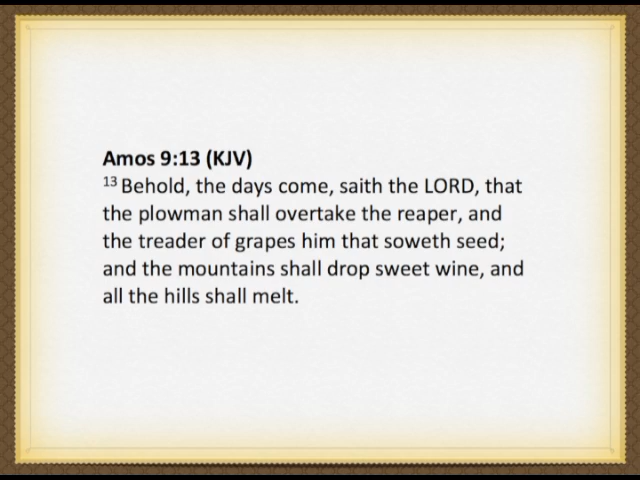 Amos 9:13 (KJV)
13 Behold, the days come, saith the LORD, that
the plowman shall overtake the reaper, and
the treader of grapes him that soweth seed;
and the mountains shall drop sweet wine, and
all the hills shall melt.